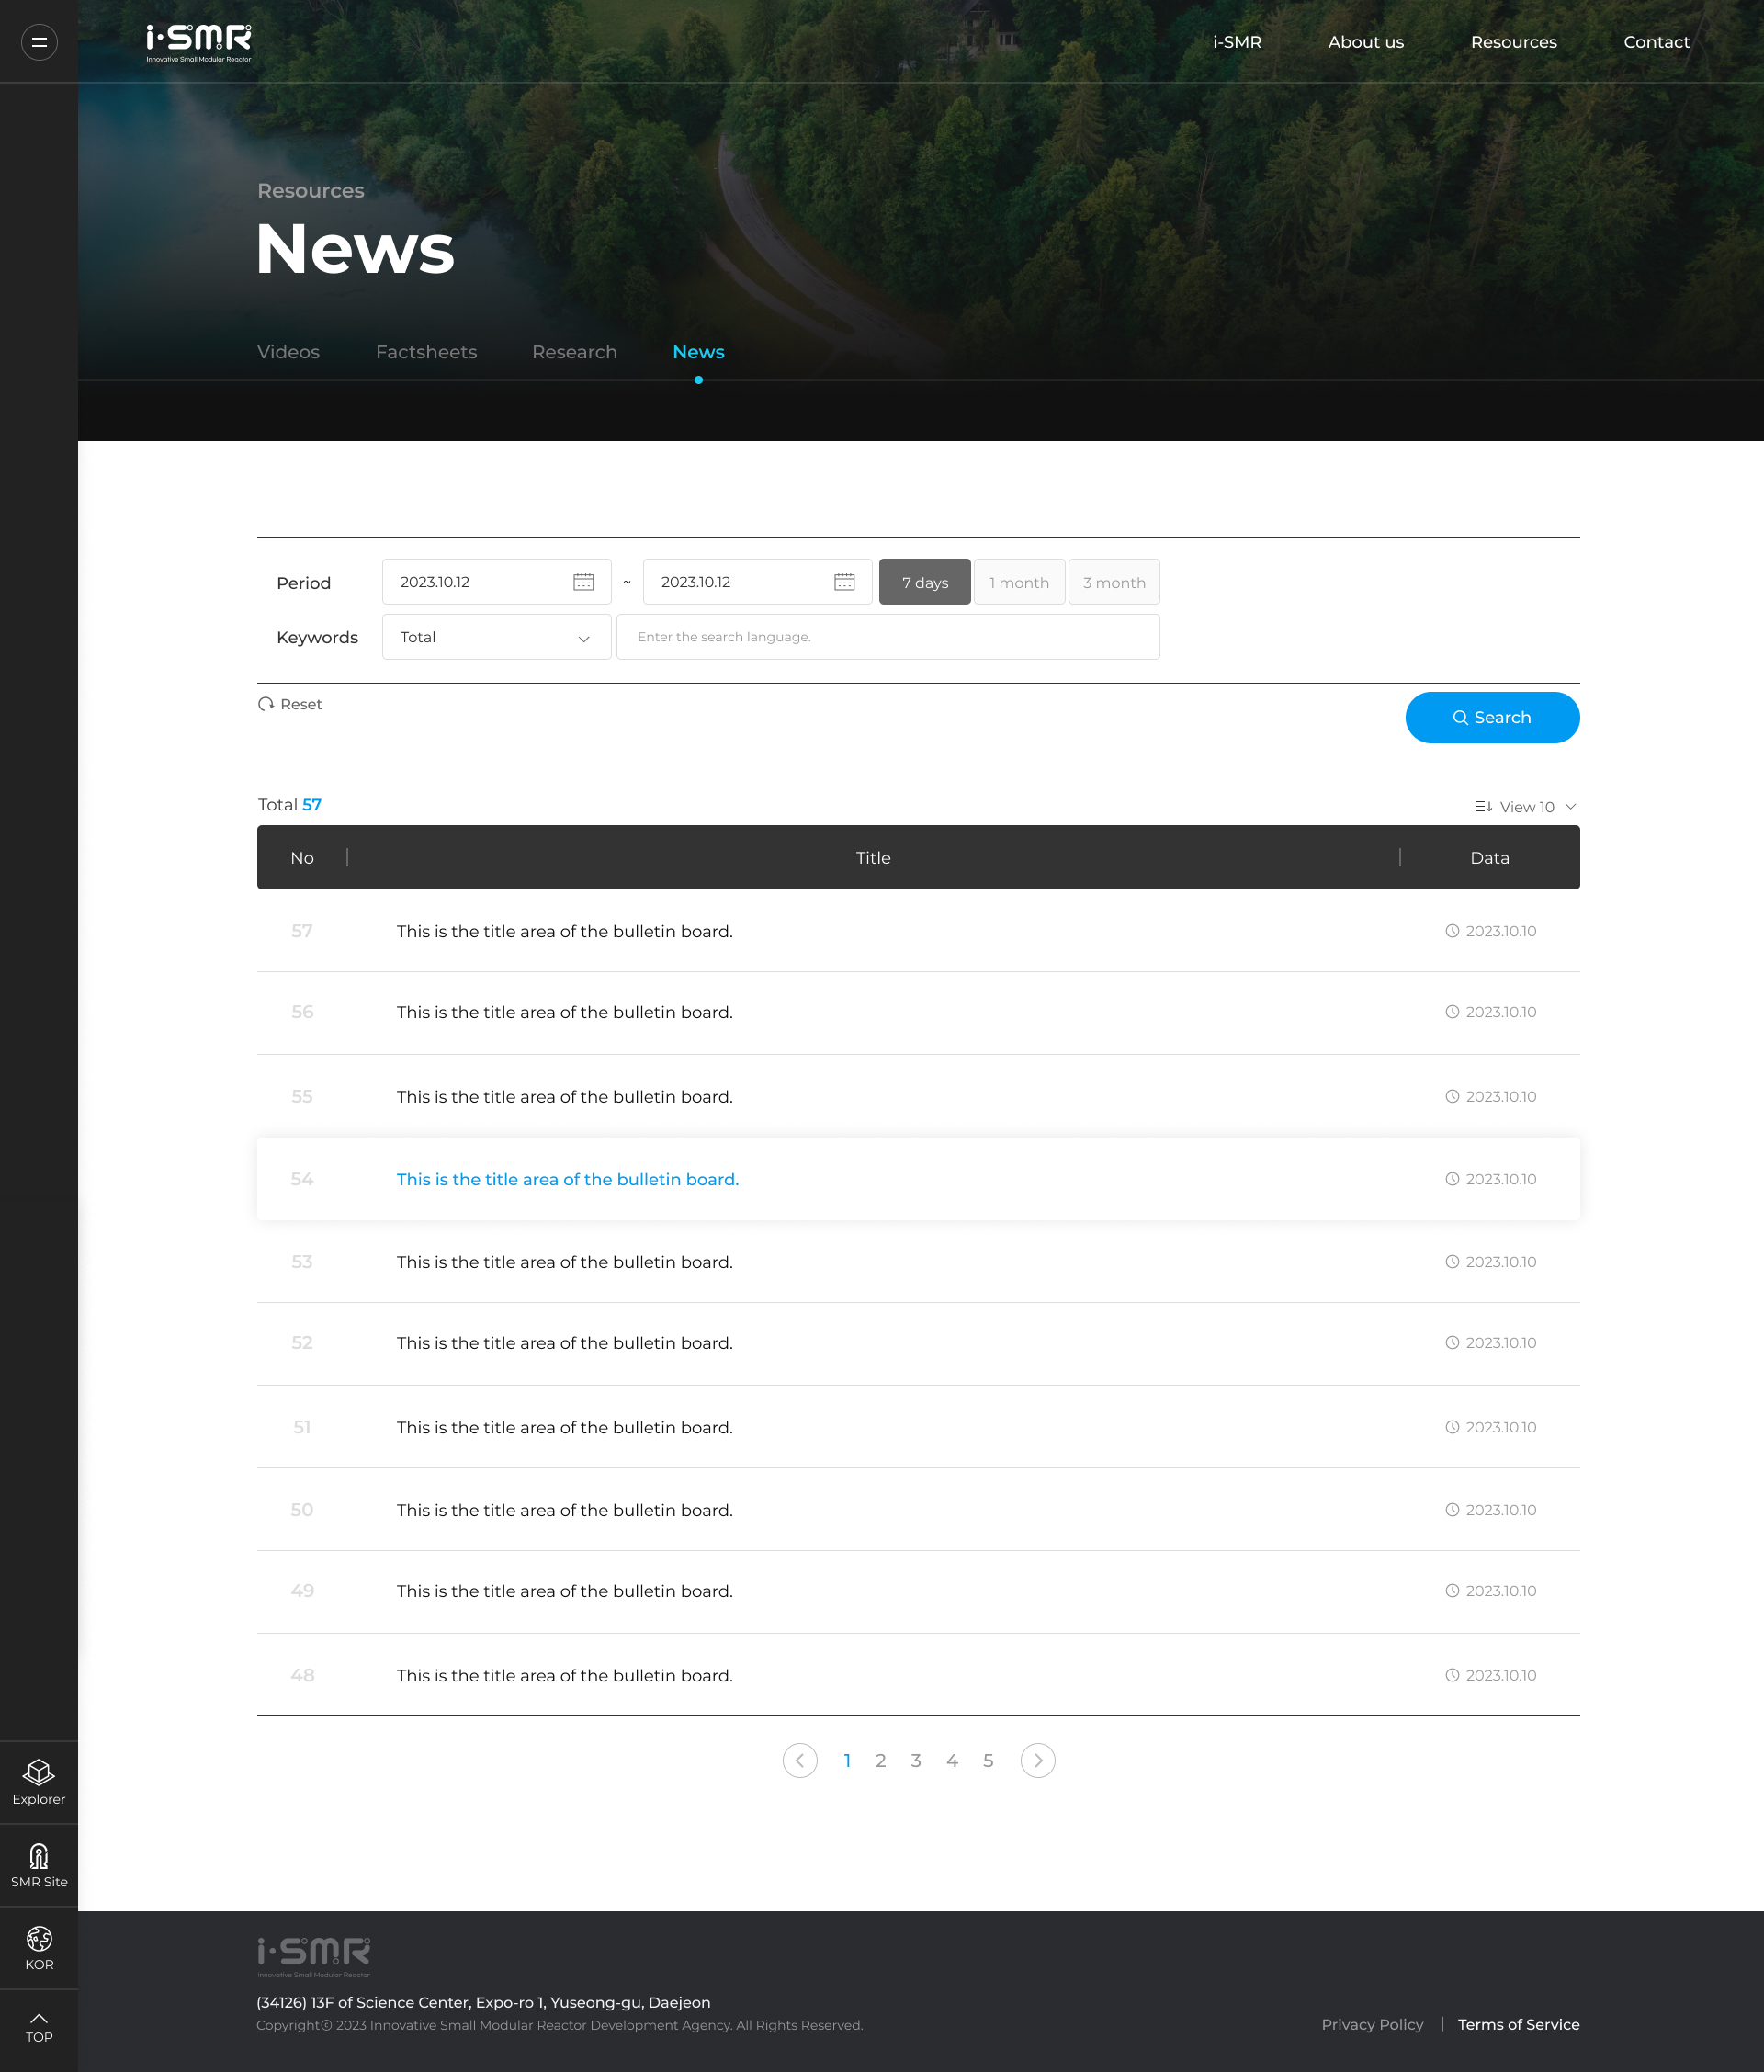 i-SMR
Innovative Small Modular Reactor
i-SMR About us Resources Contact
Resources
News
Videos Factsheets Research News
Period 2023.10.12 ~ 2023.10.12 7 days 1 month 3 month
Keywords Total Enter the search language.
Reset Search
Total 57 View 10
No Title Data
57 This is the title area of the bulletin board. 2023.10.10
56 This is the title area of the bulletin board. 2023.10.10
55 This is the title area of the bulletin board. 2023.10.10
54 This is the title area of the bulletin board. 2023.10.10
53 This is the title area of the bulletin board. 2023.10.10
52 This is the title area of the bulletin board. 2023.10.10
51 This is the title area of the bulletin board. 2023.10.10
50 This is the title area of the bulletin board. 2023.10.10
49 This is the title area of the bulletin board. 2023.10.10
48 This is the title area of the bulletin board. 2023.10.10
1 2 3 4 5
Explorer
SMR Site
KOR
TOP
i-SMR
Innovative Small Modular Reactor
(34126) 13F of Science Center, Expo-ro 1, Yuseong-gu, Daejeon
Copyrightⓒ 2023 Innovative Small Modular Reactor Development Agency. All Rights Reserved.
Privacy Policy | Terms of Service